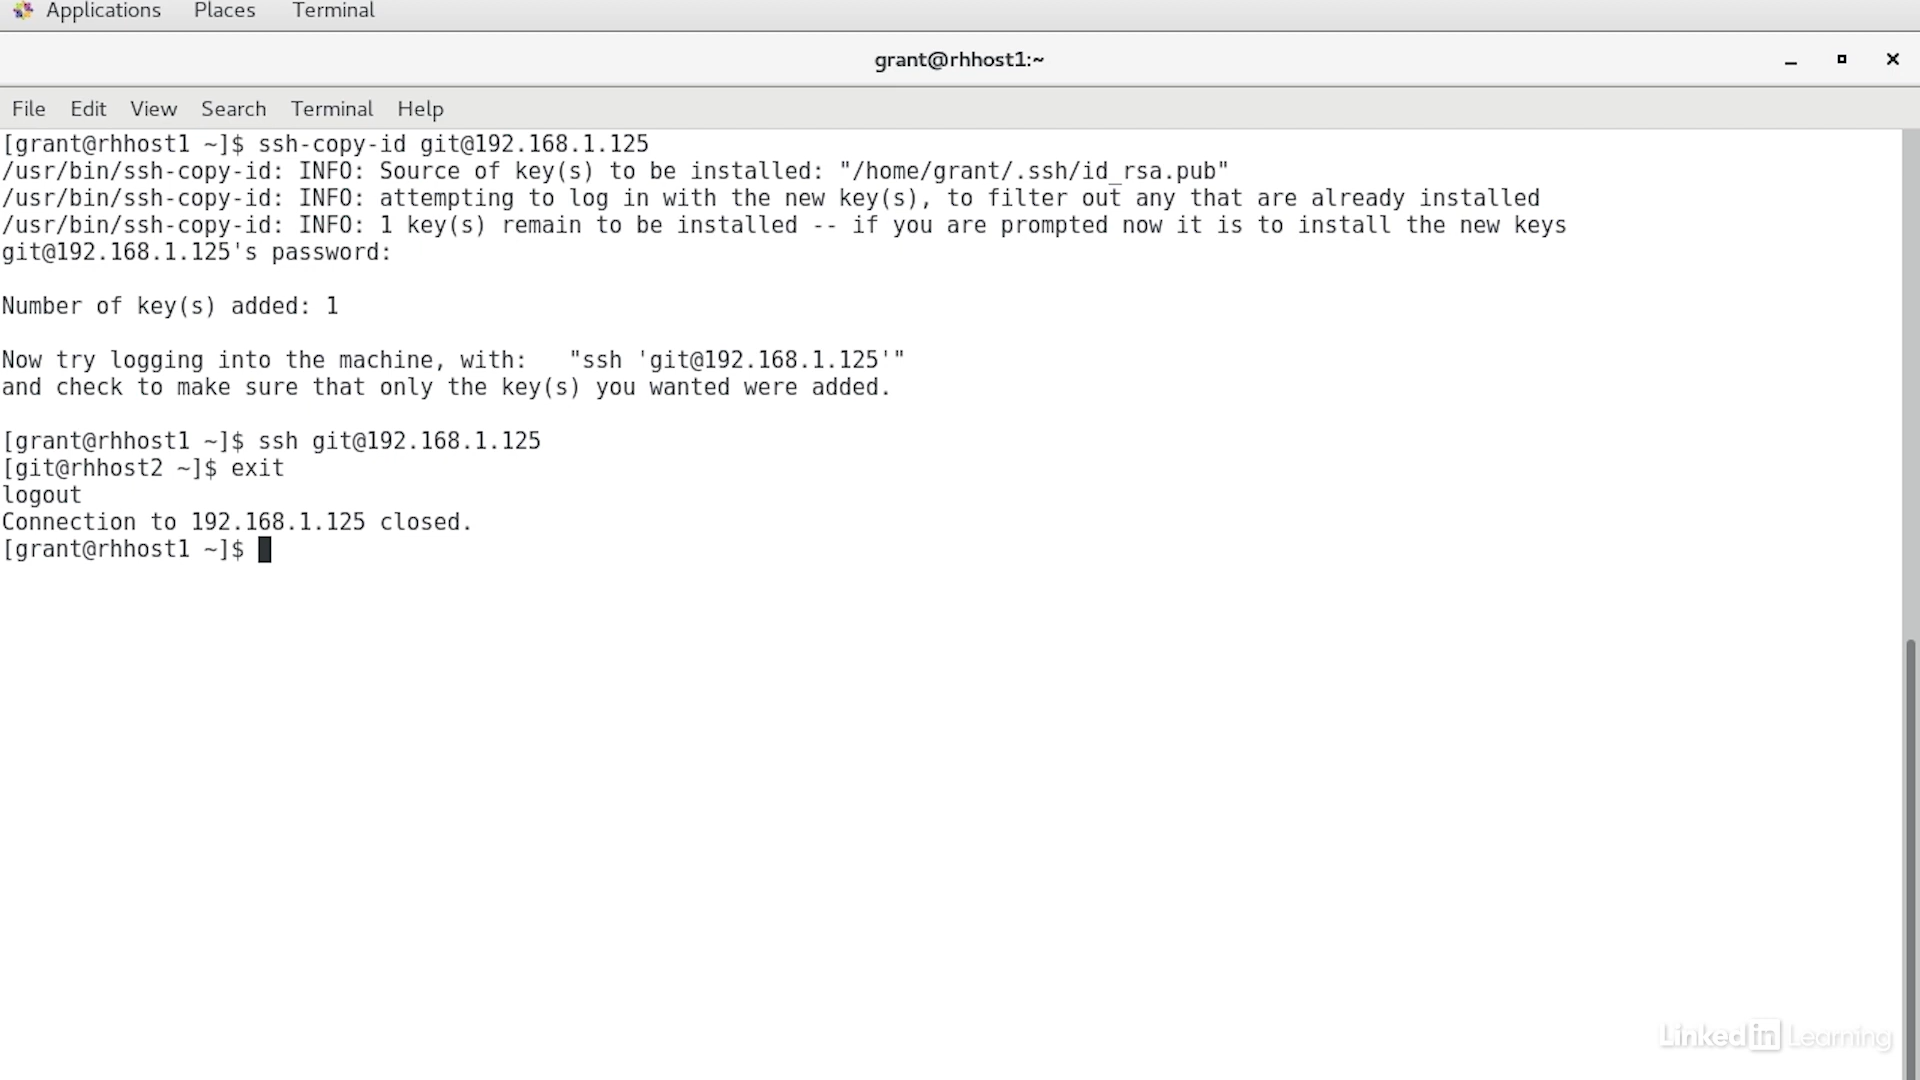 Applications Places Terminal
grant@rhhost1:~
File Edit View Search Terminal Help
[grant@rhhost1 ~]$ ssh-copy-id git@192.168.1.125
/usr/bin/ssh-copy-id: INFO: Source of key(s) to be installed: "/home/grant/.ssh/id_rsa.pub"
/usr/bin/ssh-copy-id: INFO: attempting to log in with the new key(s), to filter out any that are already installed
/usr/bin/ssh-copy-id: INFO: 1 key(s) remain to be installed -- if you are prompted now it is to install the new keys
git@192.168.1.125's password:
Number of key(s) added: 1
Now try logging into the machine, with:   "ssh 'git@192.168.1.125'"
and check to make sure that only the key(s) you wanted were added.
[grant@rhhost1 ~]$ ssh git@192.168.1.125
[git@rhhost2 ~]$ exit
logout
Connection to 192.168.1.125 closed.
[grant@rhhost1 ~]$
Linked in Learning